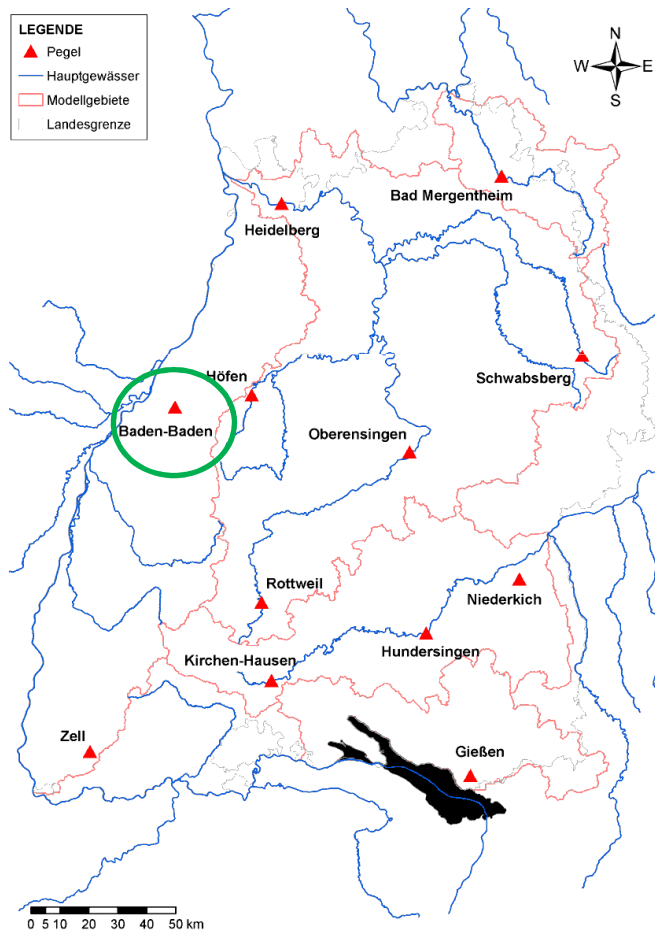 LEGENDE
Pegel
Hauptgewässer
Modellgebiete
Landesgrenze
N
W E
S
Bad Mergentheim
Heidelberg
Höfen
Schwabsberg
Baden-Baden
Oberensingen
Rottweil
Niederkich
Hundersingen
Kirchen-Hausen
Zell
Gießen
0 5 10 20 30 40 50 km